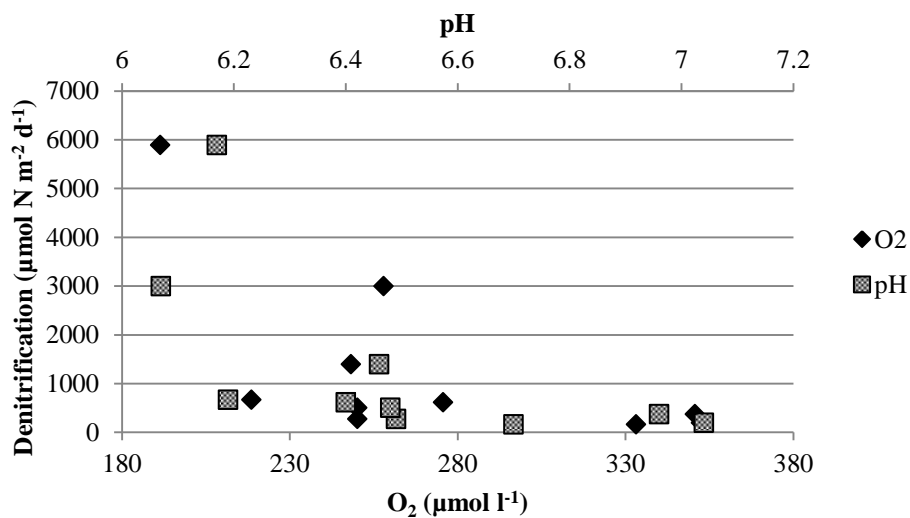 pH
6 6.2 6.4 6.6 6.8 7 7.2
7000
6000
5000
4000
3000
2000
1000
0
Denitrification (µmol N m⁻² d⁻¹)
180 230 280 330 380
O₂ (µmol l⁻¹)
O2
pH